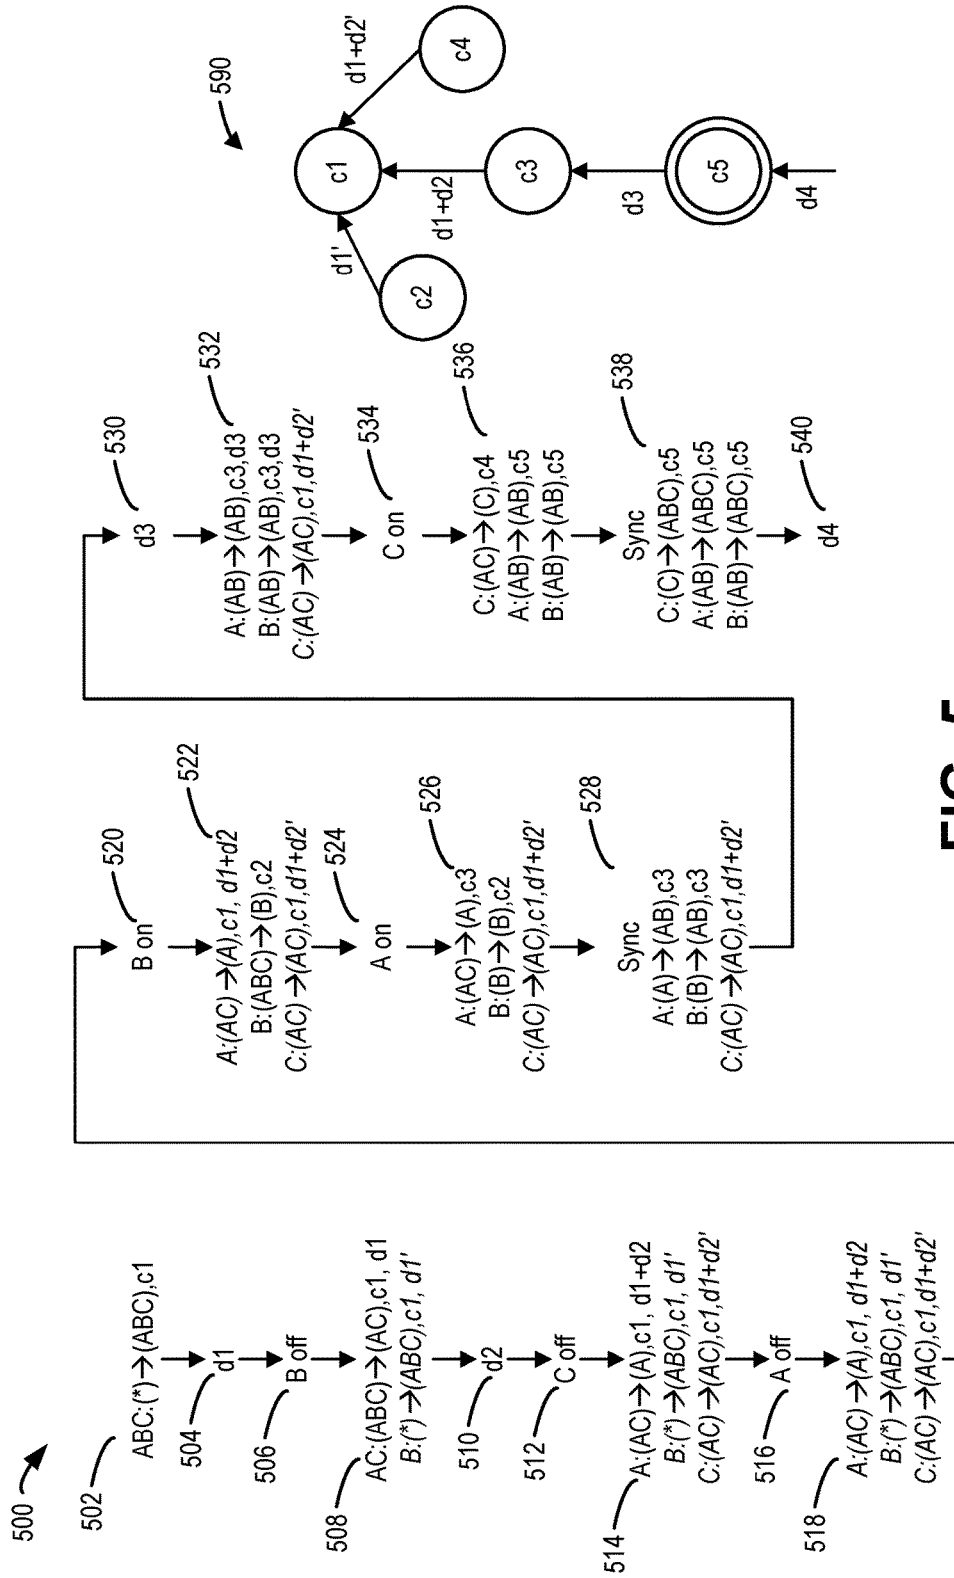 500
502
ABC:(*)→(ABC),c1
504
d1
506
B off
508
AC:(ABC)→(AC),c1, d1
B:(*)→(ABC),c1, d1'
510
d2
512
C off
514
A:(AC)→(A),c1, d1+d2
B:(*)→(ABC),c1, d1'
C:(AC)→(AC),c1,d1+d2'
516
A off
518
A:(AC)→(A),c1, d1+d2
B:(*)→(ABC),c1, d1'
C:(AC)→(AC),c1,d1+d2'
520
B on
522
A:(AC)→(A),c1, d1+d2
B:(ABC)→(B),c2
C:(AC)→(AC),c1,d1+d2'
524
A on
526
A:(AC)→(A),c3
B:(B)→(B),c2
C:(AC)→(AC),c1,d1+d2'
528
Sync
A:(A)→(AB),c3
B:(B)→(AB),c3
C:(AC)→(AC),c1,d1+d2'
530
d3
532
A:(AB)→(AB),c3,d3
B:(AB)→(AB),c3,d3
C:(AC)→(AC),c1,d1+d2'
534
C on
536
C:(AC)→(C),c4
A:(AB)→(AB),c5
B:(AB)→(AB),c5
538
Sync
C:(C)→(ABC),c5
A:(AB)→(ABC),c5
B:(AB)→(ABC),c5
540
d4
590
c1
d1'
c2
d1+d2
c3
d1+d2'
c4
d3
c5
d4